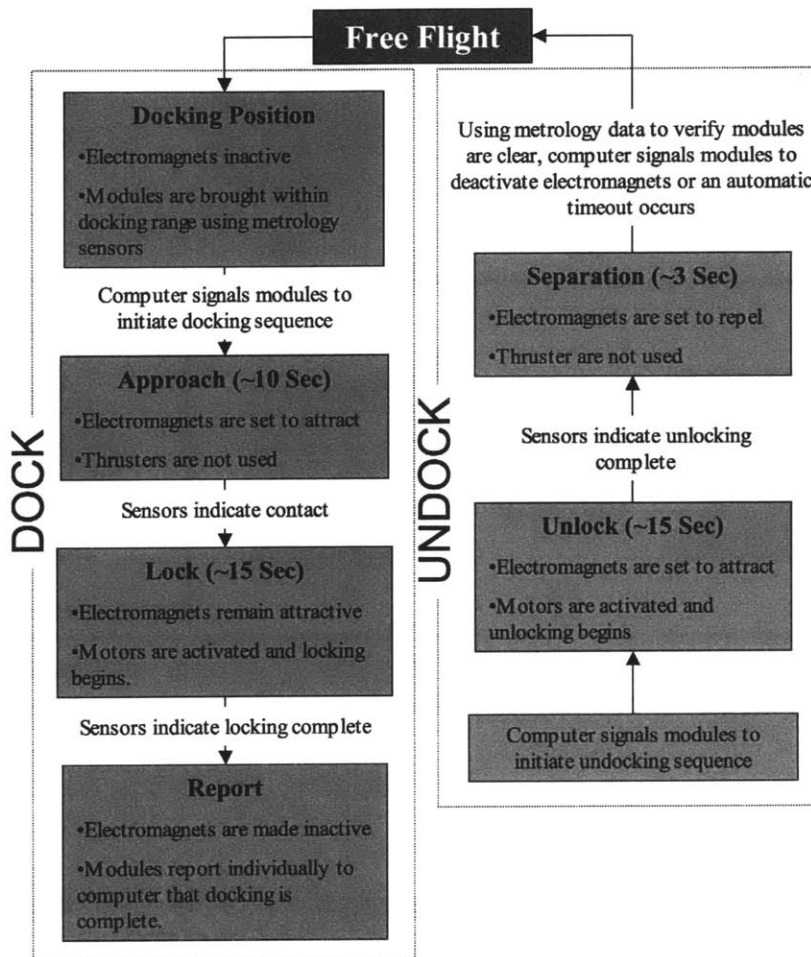 Free Flight
DOCK
Docking Position
•Electromagnets inactive
•Modules are brought within
docking range using metrology
sensors
Computer signals modules to
initiate docking sequence
Approach (~10 Sec)
•Electromagnets are set to attract
•Thrusters are not used
Sensors indicate contact
Lock (~15 Sec)
•Electromagnets remain attractive
•Motors are activated and locking
begins.
Sensors indicate locking complete
Report
•Electromagnets are made inactive
•Modules report individually to
computer that docking is
complete.
UNDOCK
Using metrology data to verify modules
are clear, computer signals modules to
deactivate electromagnets or an automatic
timeout occurs
Separation (~3 Sec)
•Electromagnets are set to repel
•Thruster are not used
Sensors indicate unlocking
complete
Unlock (~15 Sec)
•Electromagnets are set to attract
•Motors are activated and
unlocking begins
Computer signals modules to
initiate undocking sequence